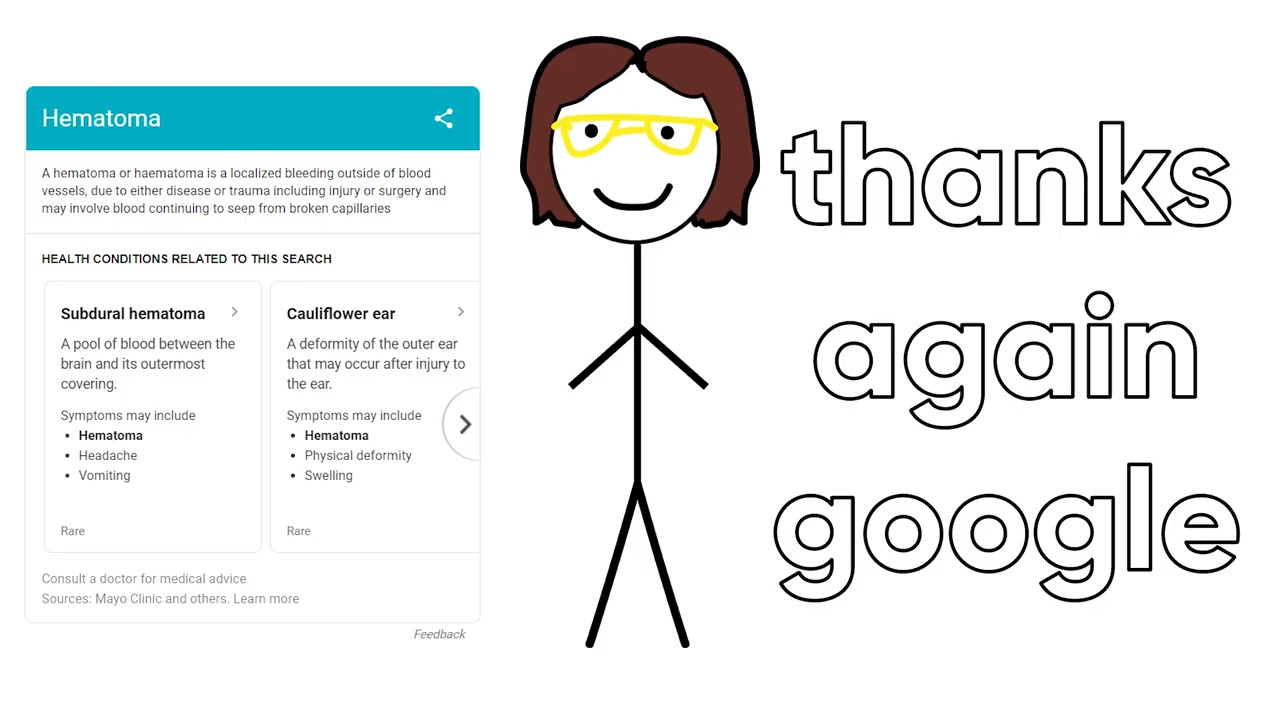 Hematoma
A hematoma or haematoma is a localized bleeding outside of blood
vessels, due to either disease or trauma including injury or surgery and
may involve blood continuing to seep from broken capillaries
HEALTH CONDITIONS RELATED TO THIS SEARCH
Subdural hematoma
A pool of blood between the
brain and its outermost
covering.
Symptoms may include
• Hematoma
• Headache
• Vomiting
Rare
Cauliflower ear
A deformity of the outer ear
that may occur after injury to
the ear.
Symptoms may include
• Hematoma
• Physical deformity
• Swelling
Rare
Consult a doctor for medical advice
Sources: Mayo Clinic and others. Learn more
Feedback
thanks
again
google